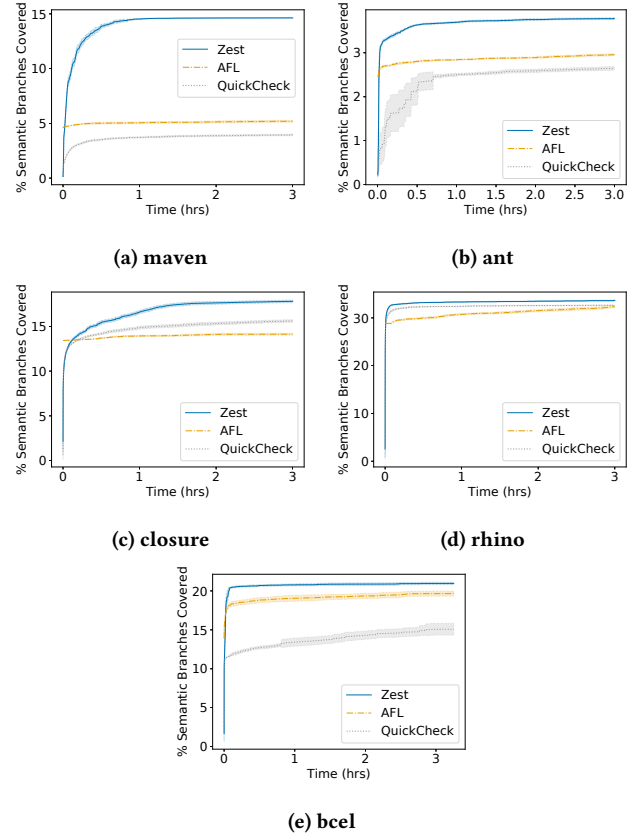 % Semantic Branches Covered
15%
10%
5%
0
Zest
AFL
QuickCheck
0 1 2 3
Time (hrs)
(a) maven
% Semantic Branches Covered
3%
2%
1%
0
Zest
AFL
QuickCheck
0.0 0.5 1.0 1.5 2.0 2.5 3.0
Time (hrs)
(b) ant
% Semantic Branches Covered
15%
10%
5%
0
Zest
AFL
QuickCheck
0 1 2 3
Time (hrs)
(c) closure
% Semantic Branches Covered
30%
20%
10%
0
Zest
AFL
QuickCheck
0 1 2 3
Time (hrs)
(d) rhino
% Semantic Branches Covered
20%
15%
10%
5%
0
Zest
AFL
QuickCheck
0 1 2 3
Time (hrs)
(e) bcel